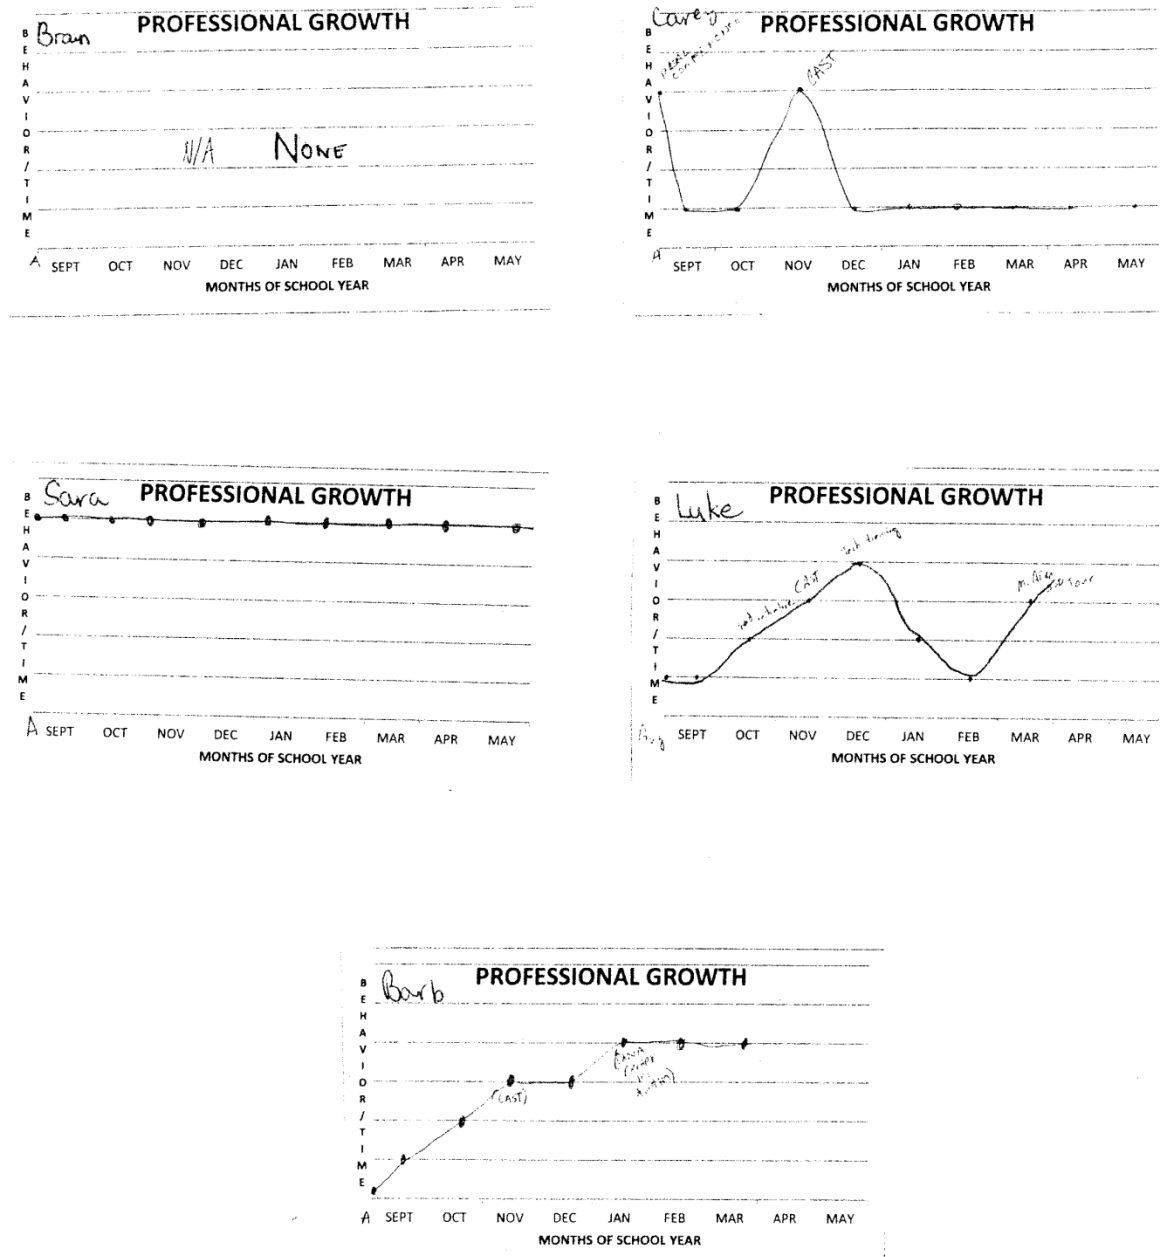 Brian PROFESSIONAL GROWTH
BEHAVIOR/TIME
N/A NONE
A SEPT OCT NOV DEC JAN FEB MAR APR MAY
MONTHS OF SCHOOL YEAR
Carey PROFESSIONAL GROWTH
BEHAVIOR/TIME
CAST
A SEPT OCT NOV DEC JAN FEB MAR APR MAY
MONTHS OF SCHOOL YEAR
Sara PROFESSIONAL GROWTH
BEHAVIOR/TIME
A SEPT OCT NOV DEC JAN FEB MAR APR MAY
MONTHS OF SCHOOL YEAR
Luke PROFESSIONAL GROWTH
BEHAVIOR/TIME
CAST
Tech training
Aug SEPT OCT NOV DEC JAN FEB MAR APR MAY
MONTHS OF SCHOOL YEAR
Barb PROFESSIONAL GROWTH
BEHAVIOR/TIME
(CAST)
A SEPT OCT NOV DEC JAN FEB MAR APR MAY
MONTHS OF SCHOOL YEAR